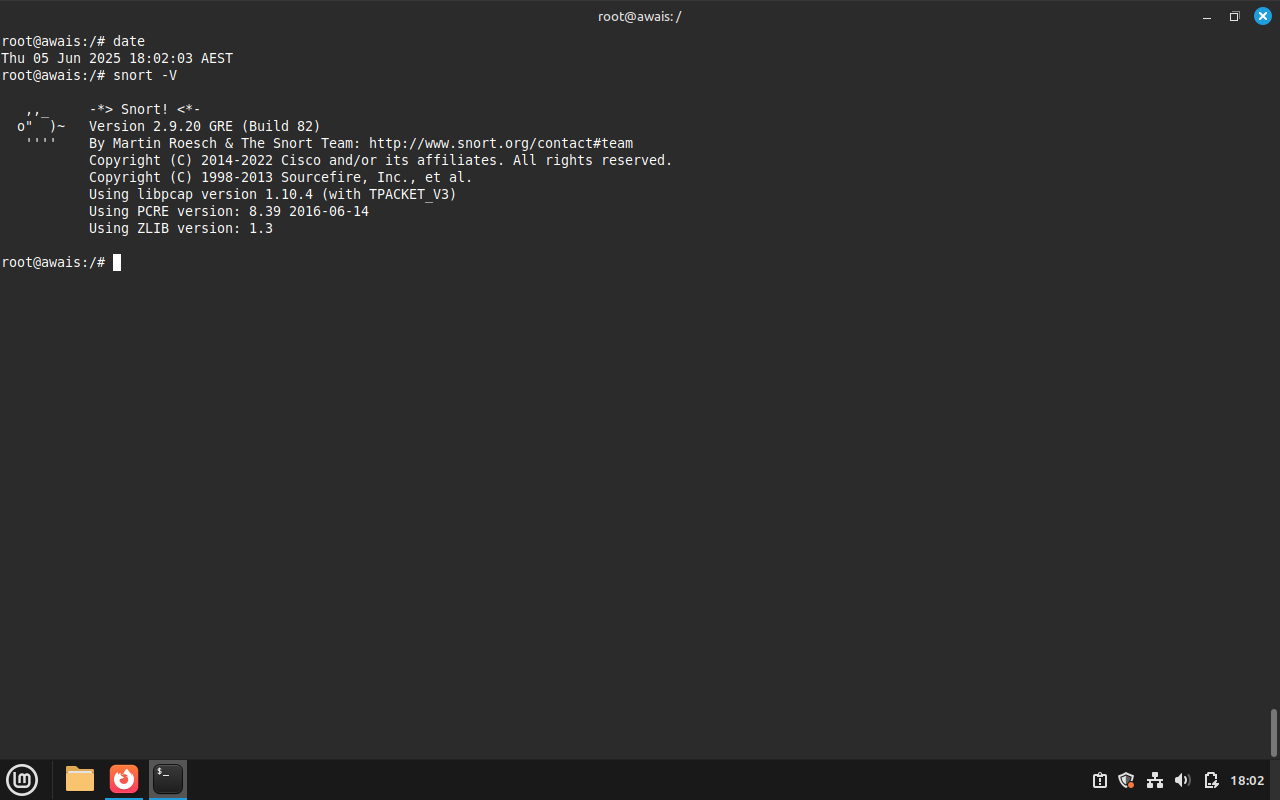 root@awais: /
root@awais:/# date
Thu 05 Jun 2025 18:02:03 AEST
root@awais:/# snort -V
   ,,_     -*> Snort! <*-
  o"  )~   Version 2.9.20 GRE (Build 82)
   ''''    By Martin Roesch & The Snort Team: http://www.snort.org/contact#team
           Copyright (C) 2014-2022 Cisco and/or its affiliates. All rights reserved.
           Copyright (C) 1998-2013 Sourcefire, Inc., et al.
           Using libpcap version 1.10.4 (with TPACKET_V3)
           Using PCRE version: 8.39 2016-06-14
           Using ZLIB version: 1.3
root@awais:/#
$_
18:02